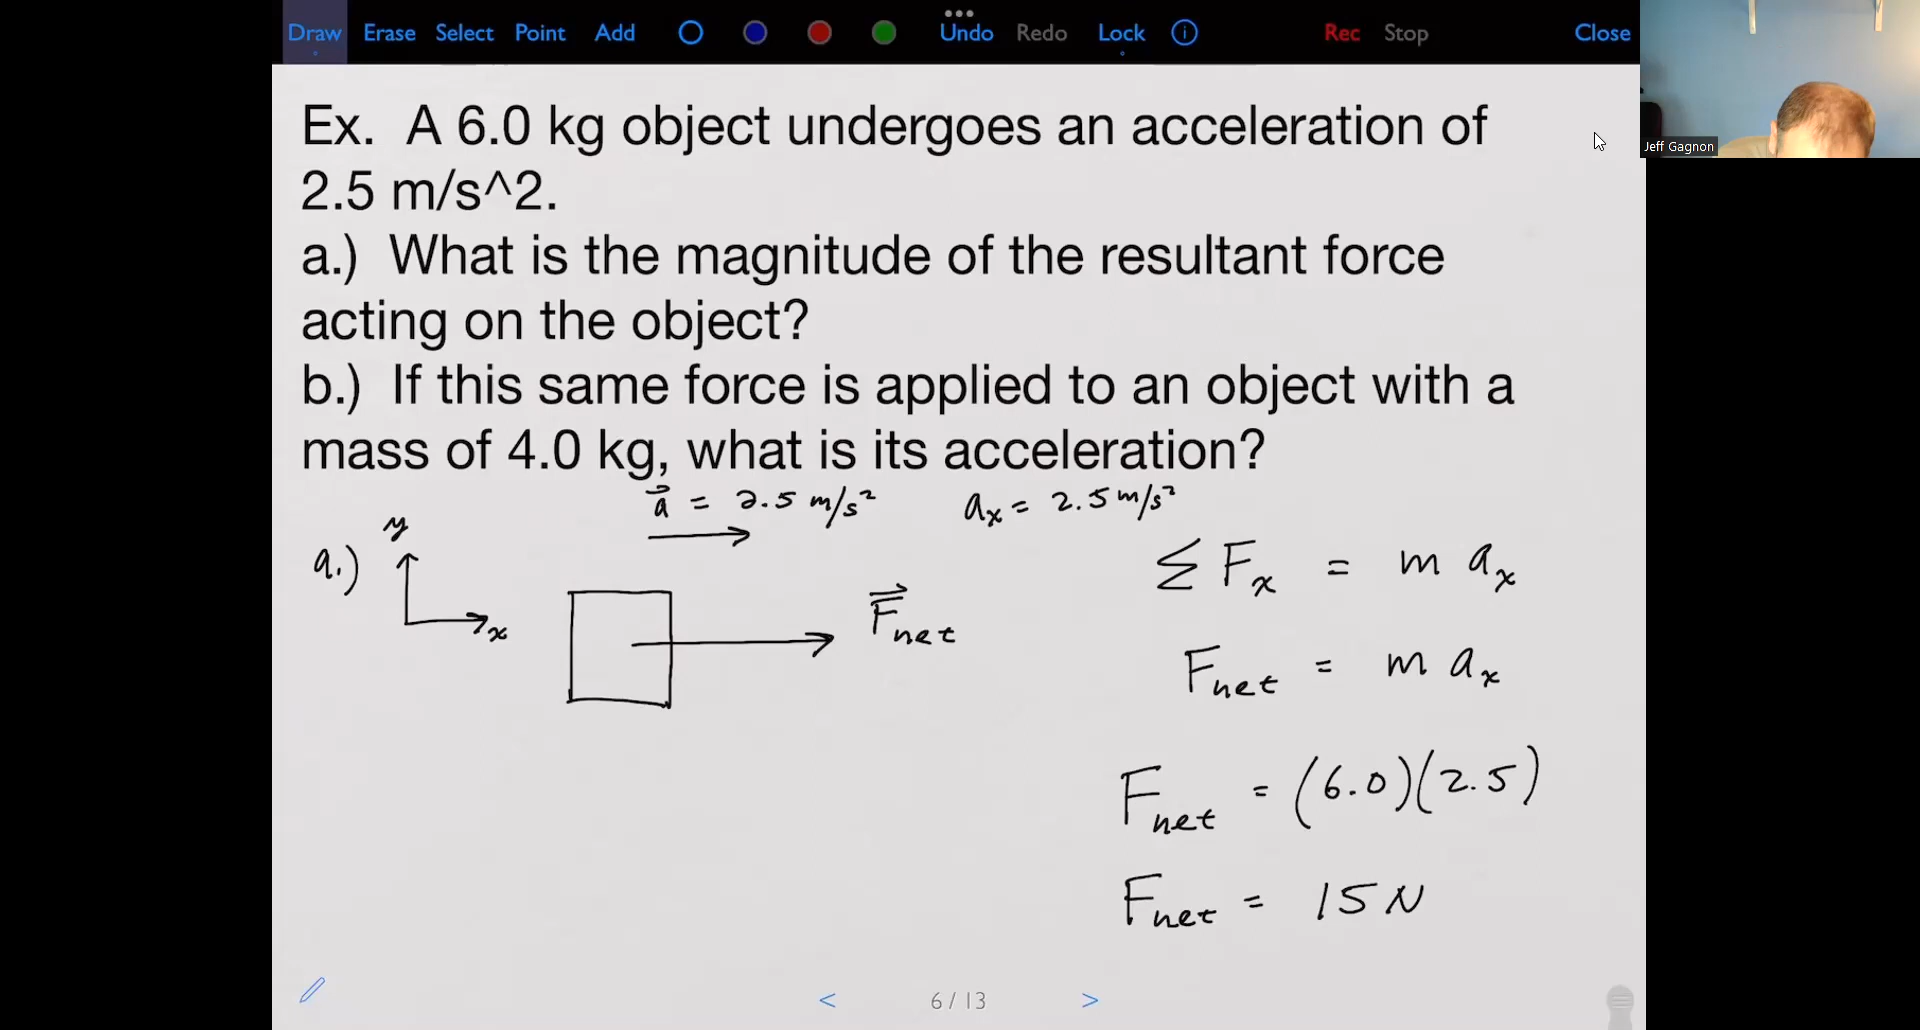 Draw Erase Select Point Add Undo Redo Lock Rec Stop Close
Jeff Gagnon
Ex. A 6.0 kg object undergoes an acceleration of
2.5 m/s^2.
a.) What is the magnitude of the resultant force
acting on the object?
b.) If this same force is applied to an object with a
mass of 4.0 kg, what is its acceleration?
a⃗ = 2.5 m/s² aₓ = 2.5 m/s²
a.) y
x
F⃗net
Σ Fₓ = m aₓ
Fnet = m aₓ
Fnet = (6.0)(2.5)
Fnet = 15 N
< 6 / 13 >